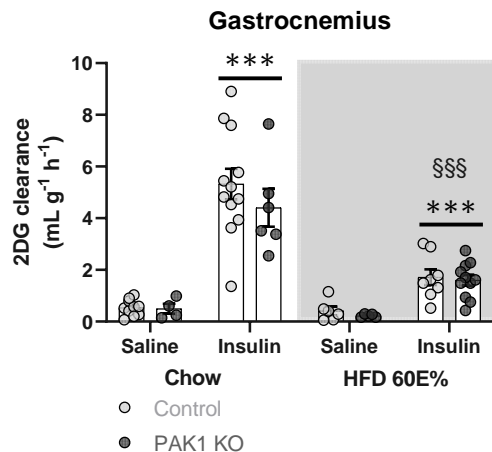 Gastrocnemius
2DG clearance
(mL g⁻¹ h⁻¹)
10
8
6
4
2
0
***
§§§
***
Saline Insulin Saline Insulin
Chow HFD 60E%
Control
PAK1 KO